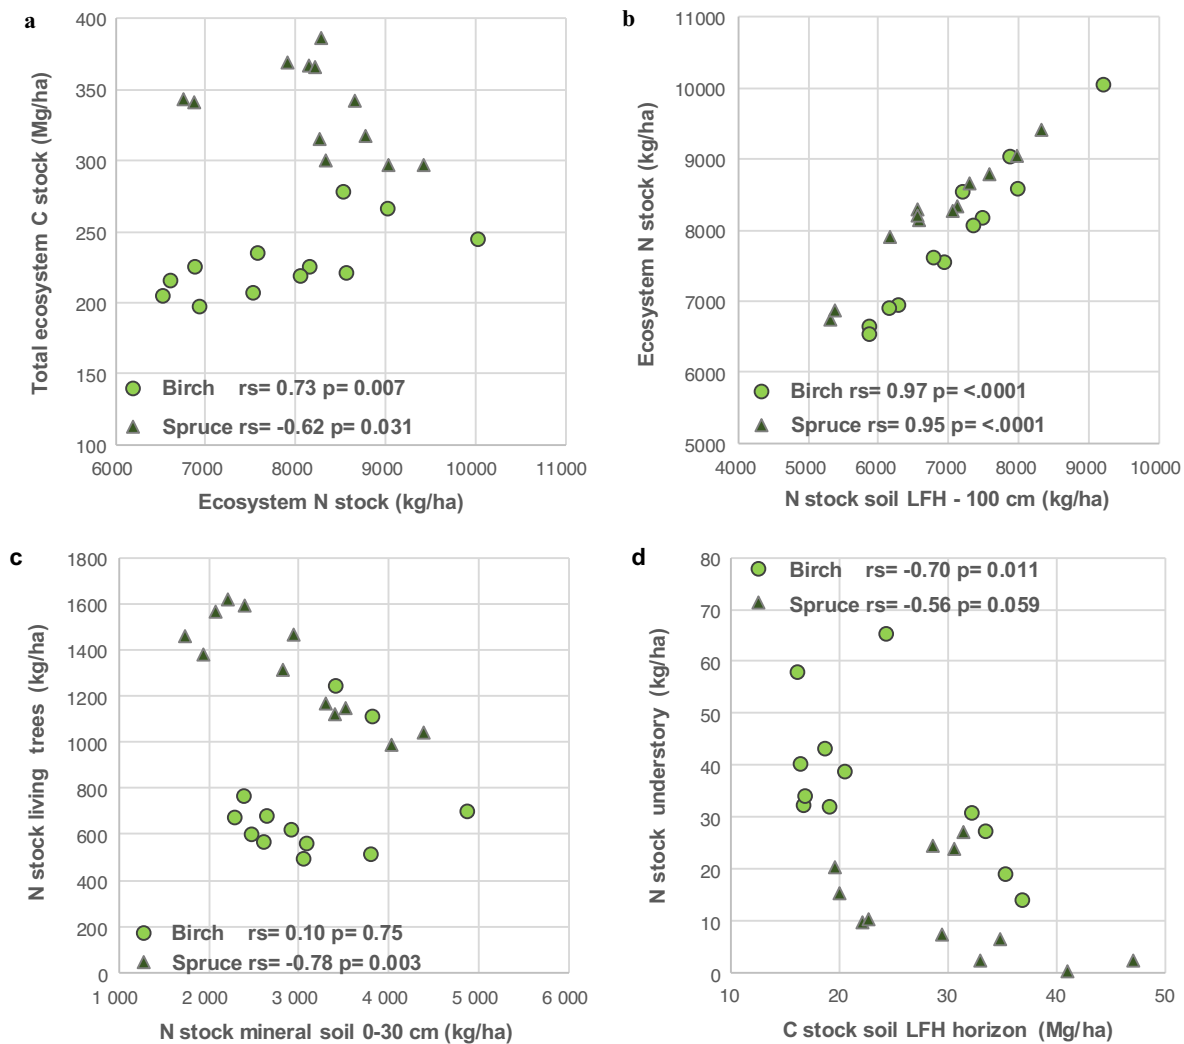 a
400
350
300
250
200
150
100
Total ecosystem C stock (Mg/ha)
Birch rs= 0.73 p= 0.007
Spruce rs= -0.62 p= 0.031
6000 7000 8000 9000 10000 11000
Ecosystem N stock (kg/ha)
b
11000
10000
9000
8000
7000
6000
5000
Ecosystem N stock (kg/ha)
Birch rs= 0.97 p= <.0001
Spruce rs= 0.95 p= <.0001
4000 5000 6000 7000 8000 9000 10000
N stock soil LFH - 100 cm (kg/ha)
c
1800
1600
1400
1200
1000
800
600
400
200
0
N stock living trees (kg/ha)
Birch rs= 0.10 p= 0.75
Spruce rs= -0.78 p= 0.003
1 000 2 000 3 000 4 000 5 000 6 000
N stock mineral soil 0-30 cm (kg/ha)
d
80
70
60
50
40
30
20
10
0
N stock understory (kg/ha)
Birch rs= -0.70 p= 0.011
Spruce rs= -0.56 p= 0.059
10 20 30 40 50
C stock soil LFH horizon (Mg/ha)